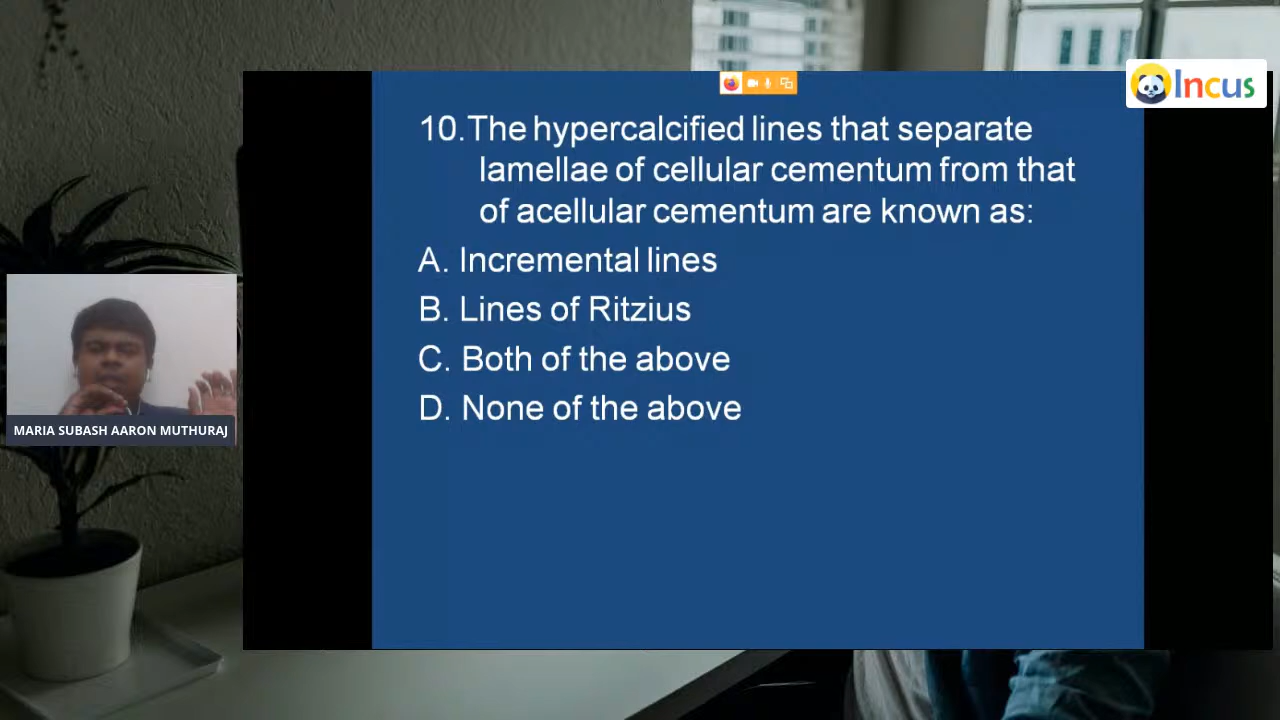 Incus
10.The hypercalcified lines that separate
lamellae of cellular cementum from that
of acellular cementum are known as:
A. Incremental lines
B. Lines of Ritzius
C. Both of the above
D. None of the above
MARIA SUBASH AARON MUTHURAJ